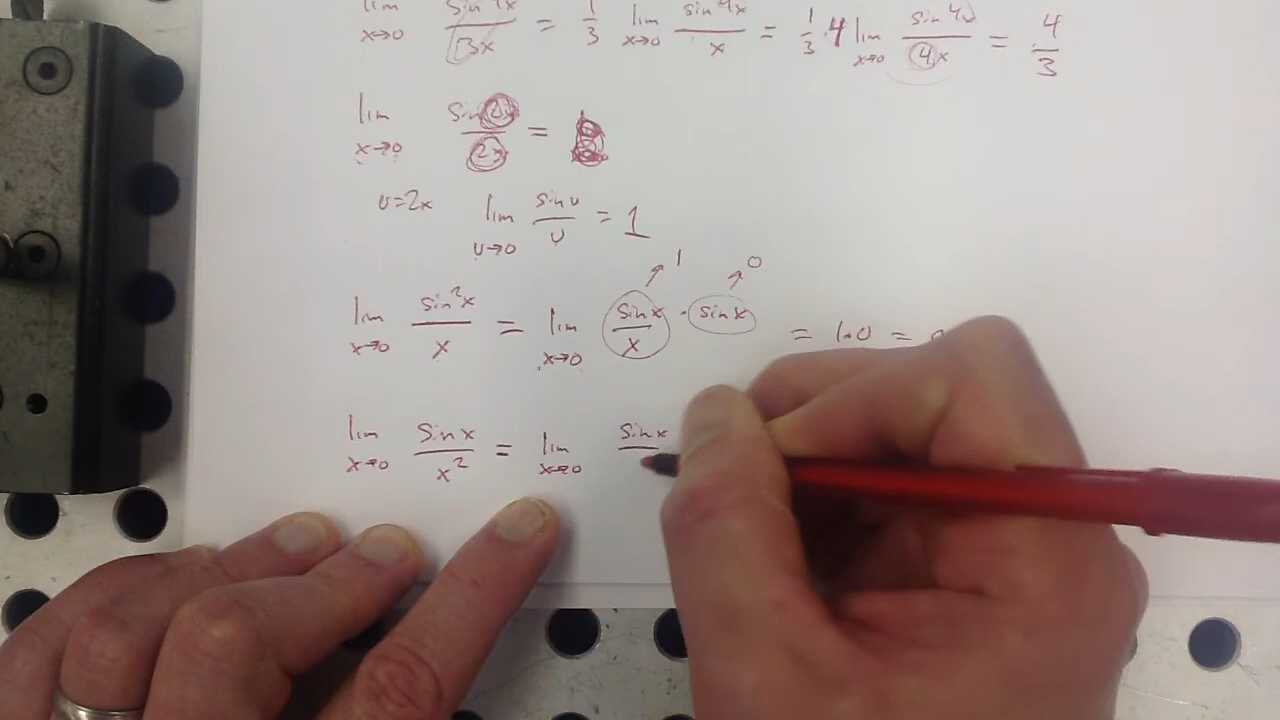 lim x→0 sin 4x / 3x = 1/3 lim x→0 sin 4x / x = 1/3 · 4 lim x→0 sin 4x / 4x = 4/3
lim x→0 sin 2x / 2x =
u=2x lim u→0 sin u / u = 1
1 0
lim x→0 sin²x / x = lim x→0 sin x / x · sin x = 1·0 =
lim x→0 sin x / x² = lim x→0 sin x